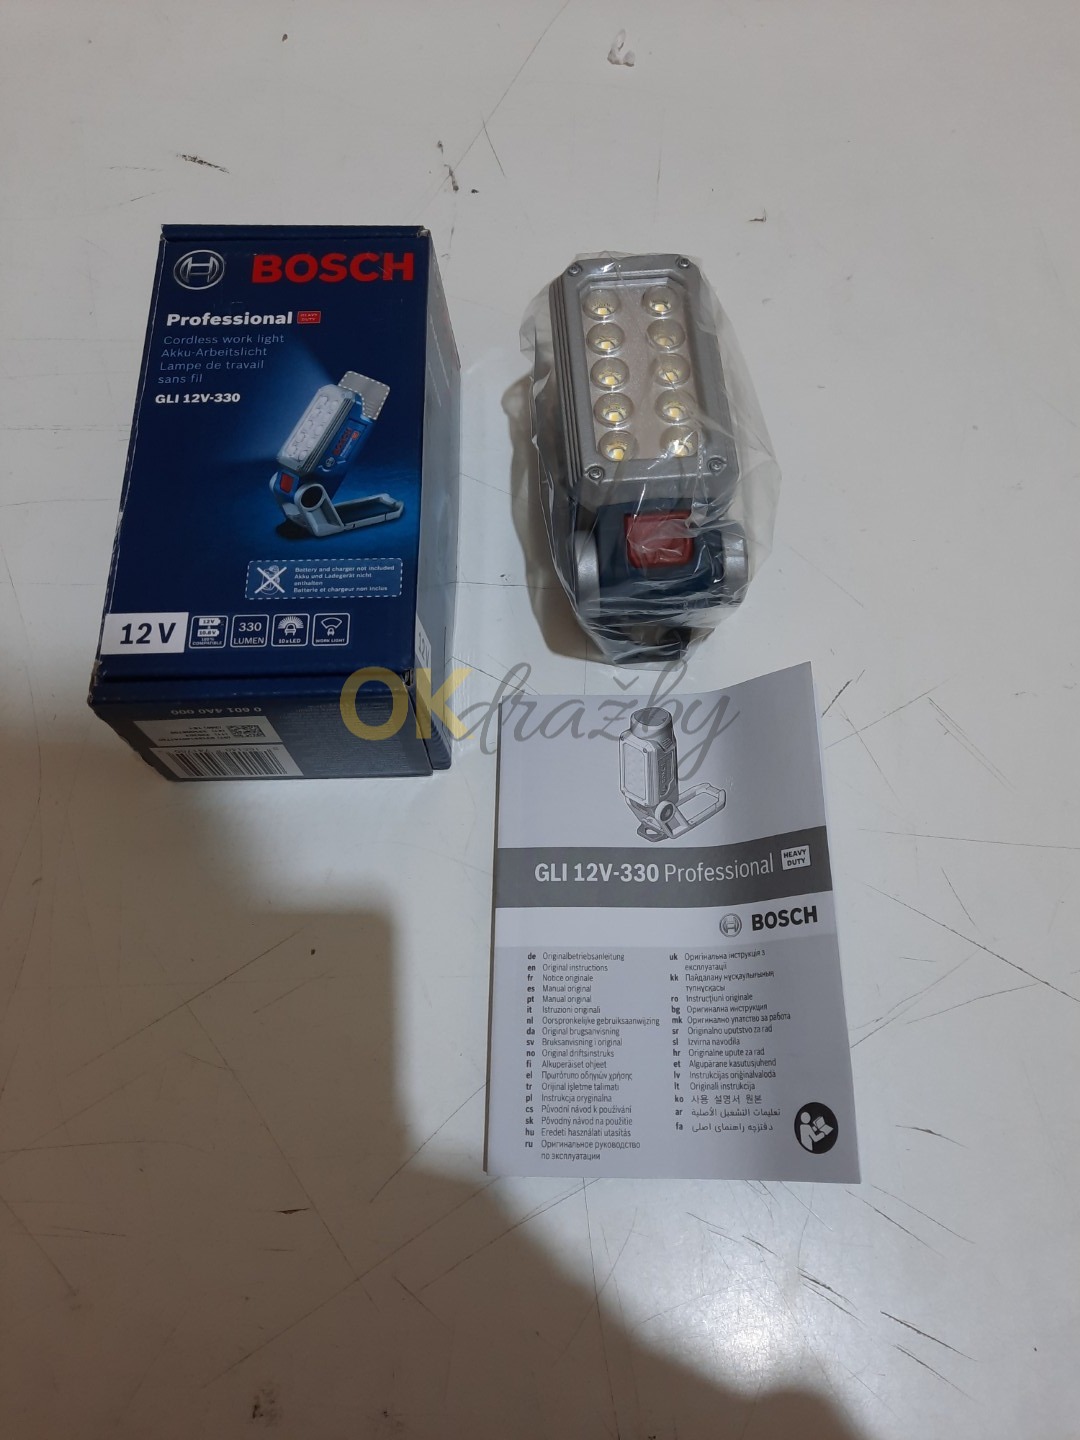 BOSCH
Professional HEAVY DUTY
Cordless work light
Akku-Arbeitslicht
Lampe de travail
sans fil
GLI 12V-330
Battery and charger not included
Akku und Ladegerät nicht
enthalten
Batterie et chargeur non inclus
12V
12V
10.8V
100%
COMPATIBLE
330
LUMEN
10xLED
WORK LIGHT
12V
0 601 4A0 000
OKdražby
GLI 12V-330 Professional HEAVY DUTY
BOSCH
de Originalbetriebsanleitung
en Original instructions
fr Notice originale
es Manual original
pt Manual original
it Istruzioni originali
nl Oorspronkelijke gebruiksaanwijzing
da Original brugsanvisning
sv Bruksanvisning i original
no Original driftsinstruks
fi Alkuperäiset ohjeet
el Πρωτότυπο οδηγιών χρήσης
tr Orijinal işletme talimatı
pl Instrukcja oryginalna
cs Původní návod k používání
sk Pôvodný návod na použitie
hu Eredeti használati utasítás
ru Оригинальное руководство
по эксплуатации
uk Оригінальна інструкція з
експлуатації
kk Пайдалану нұсқаулығының
түпнұсқасы
ro Instrucțiuni originale
bg Оригинална инструкция
mk Оригинално упатство за работа
sr Originalno uputstvo za rad
sl Izvirna navodila
hr Originalne upute za rad
et Algupärane kasutusjuhend
lv Instrukcijas oriģinālvalodā
lt Originali instrukcija
ko 사용 설명서 원본
ar تعليمات التشغيل الأصلية
fa دفترچه راهنمای اصلی